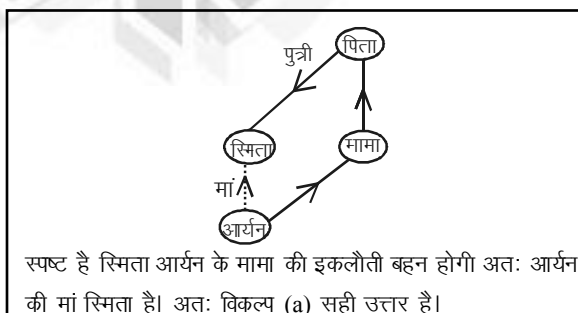 पिता
पुत्री
स्मिता
मामा
मां
आर्यन
स्पष्ट है स्मिता आर्यन के मामा की इकलौती बहन होगी अतः आर्यन
की मां स्मिता है। अतः विकल्प (a) सही उत्तर है।